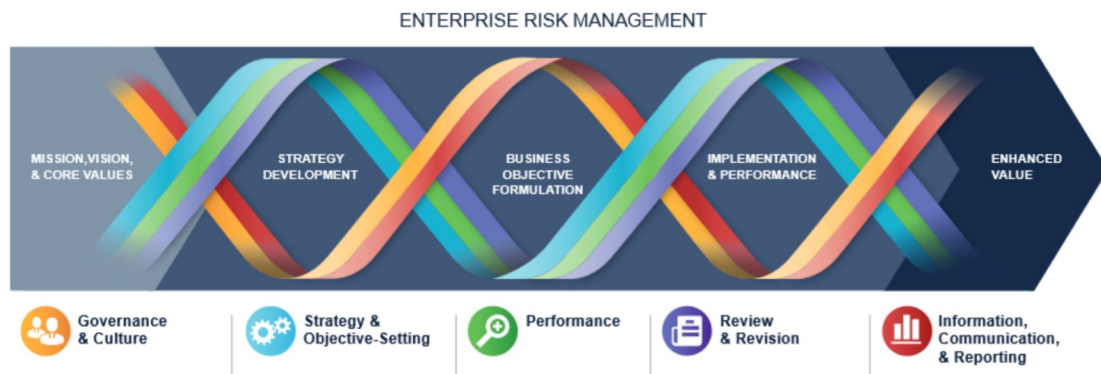 ENTERPRISE RISK MANAGEMENT
MISSION,VISION,
& CORE VALUES
STRATEGY
DEVELOPMENT
BUSINESS
OBJECTIVE
FORMULATION
IMPLEMENTATION
& PERFORMANCE
ENHANCED
VALUE
Governance
& Culture
Strategy &
Objective-Setting
Performance
Review
& Revision
Information,
Communication,
& Reporting